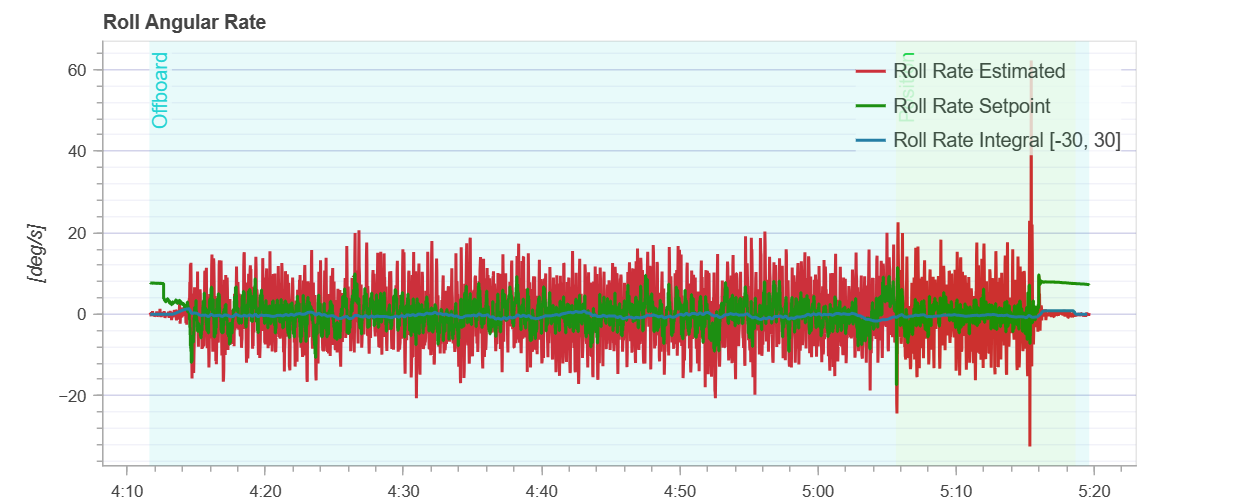 Roll Angular Rate
[deg/s]
60
40
20
0
−20
Offboard
Position
Roll Rate Estimated
Roll Rate Setpoint
Roll Rate Integral [-30, 30]
4:10
4:20
4:30
4:40
4:50
5:00
5:10
5:20